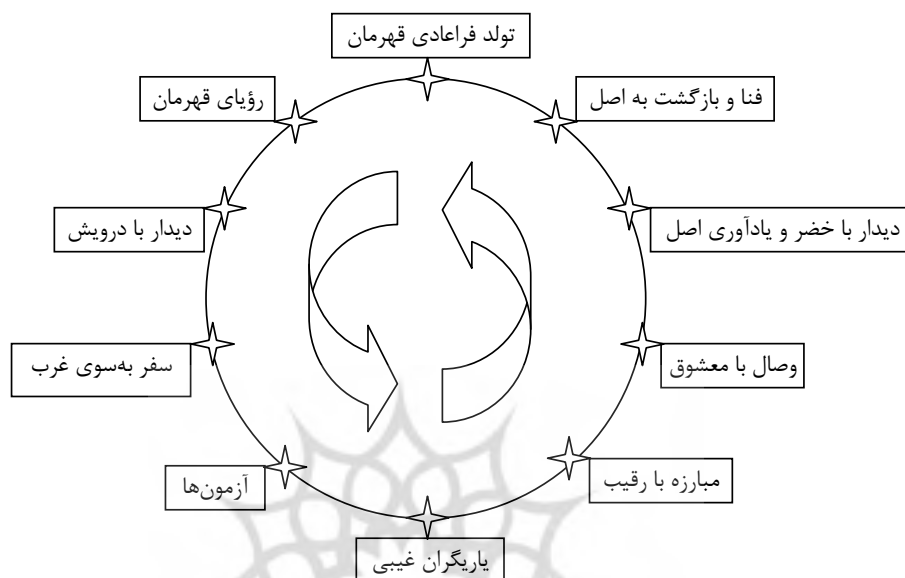 تولد فراعادی قهرمان
رؤیای قهرمان
دیدار با درویش
سفر به‌سوی غرب
آزمون‌ها
یاریگران غیبی
مبارزه با رقیب
وصال با معشوق
دیدار با خضر و یادآوری اصل
فنا و بازگشت به اصل